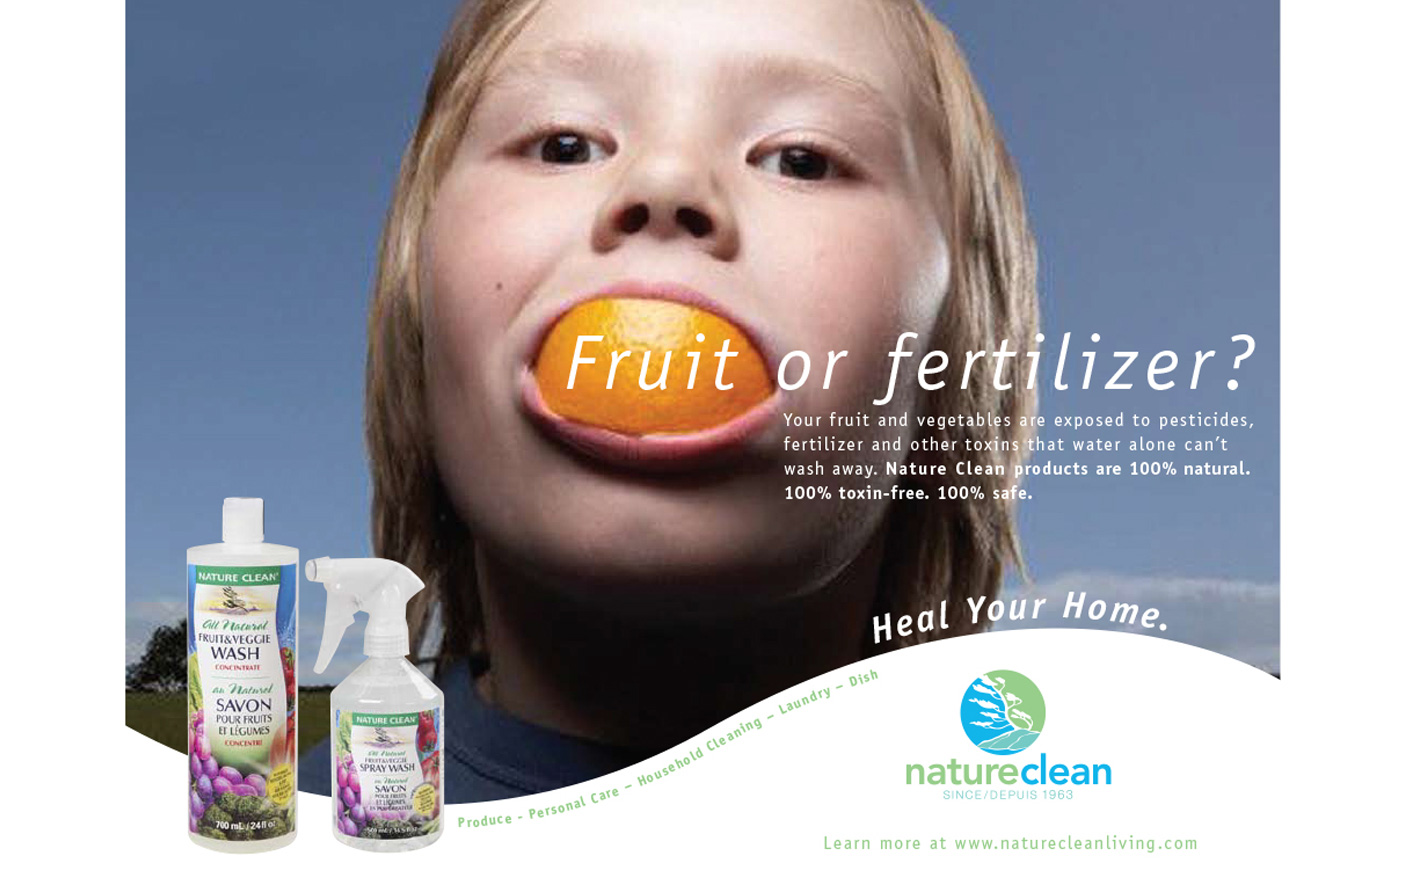 Fruit or fertilizer?
Your fruit and vegetables are exposed to pesticides,
fertilizer and other toxins that water alone can't
wash away. Nature Clean products are 100% natural.
100% toxin-free. 100% safe.
Heal Your Home.
Produce - Personal Care – Household Cleaning – Laundry – Dish
natureclean
SINCE/DEPUIS 1963
Learn more at www.naturecleanliving.com
NATURE CLEAN®
All Natural
FRUIT&VEGGIE
WASH
CONCENTRATE
au Naturel
SAVON
POUR FRUITS
ET LÉGUMES
CONCENTRÉ
700 mL / 24 fl oz
NATURE CLEAN
All Natural
FRUIT&VEGGIE
SPRAY WASH
au Naturel
SAVON
POUR FRUITS
ET LÉGUMES